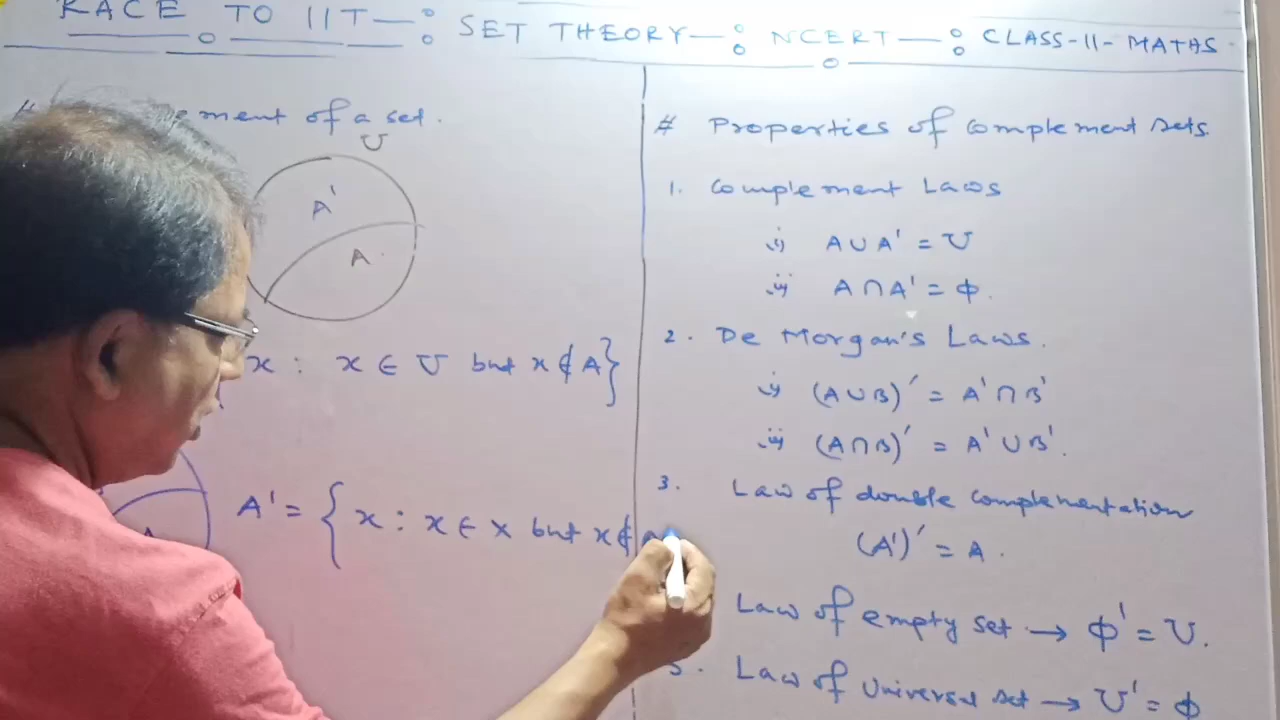 RACE TO IIT—: SET THEORY—: NCERT—: CLASS-11-MATHS
# ement of a set.
U
A'
A
x : x ∈ U but x ∉ A}
A' = { x : x ∈ X but x ∉ A
A
# Properties of complement sets.
1. Complement Laws
i) A ∪ A' = U
ii) A ∩ A' = φ.
2. De Morgan's Laws.
i) (A ∪ B)' = A' ∩ B'
ii) (A ∩ B)' = A' ∪ B'.
3. Law of double complementation
(A')' = A.
Law of empty set → φ' = U.
5. Law of Universal set → U' = φ